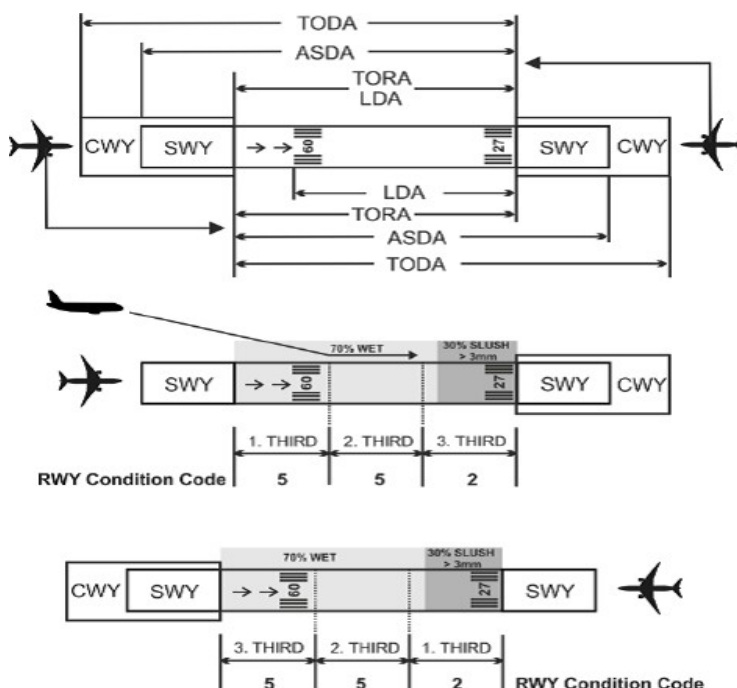 TODA
ASDA
TORA
LDA
CWY SWY 09 27 SWY CWY
LDA
TORA
ASDA
TODA
70% WET 30% SLUSH
> 3mm
SWY 09 27 SWY CWY
1. THIRD 2. THIRD 3. THIRD
RWY Condition Code 5 5 2
70% WET 30% SLUSH
> 3mm
CWY SWY 09 27 SWY
3. THIRD 2. THIRD 1. THIRD
5 5 2 RWY Condition Code